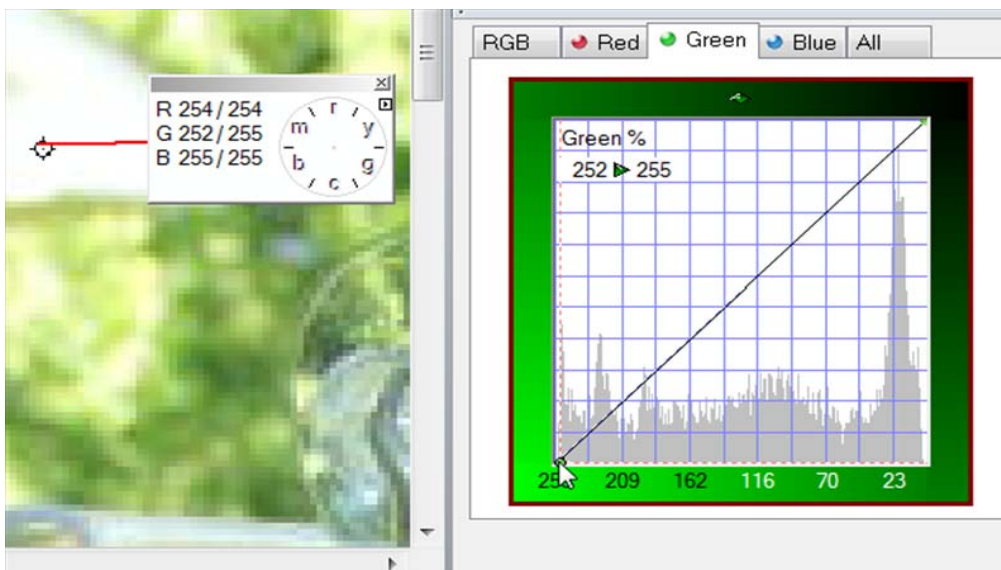 RGB Red Green Blue All
R 254/254
G 252/255
B 255/255
r
m y
b g
c
Green %
252 255
209 162 116 70 23